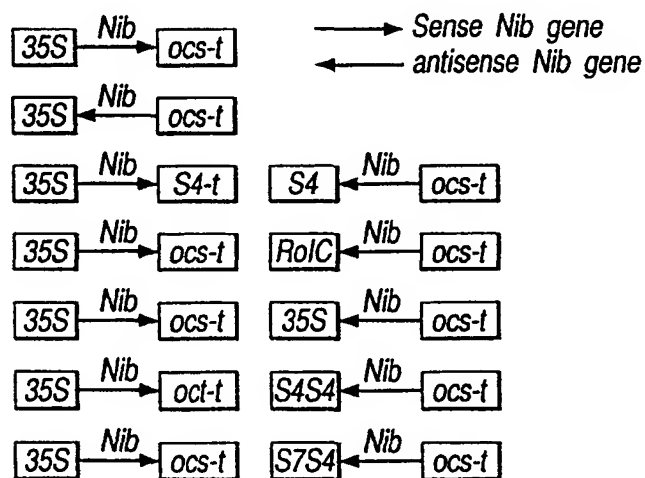 35S Nib ocs-t Sense Nib gene
antisense Nib gene
35S Nib ocs-t
35S Nib S4-t S4 Nib ocs-t
35S Nib ocs-t RolC Nib ocs-t
35S Nib ocs-t 35S Nib ocs-t
35S Nib oct-t S4S4 Nib ocs-t
35S Nib ocs-t S7S4 Nib ocs-t